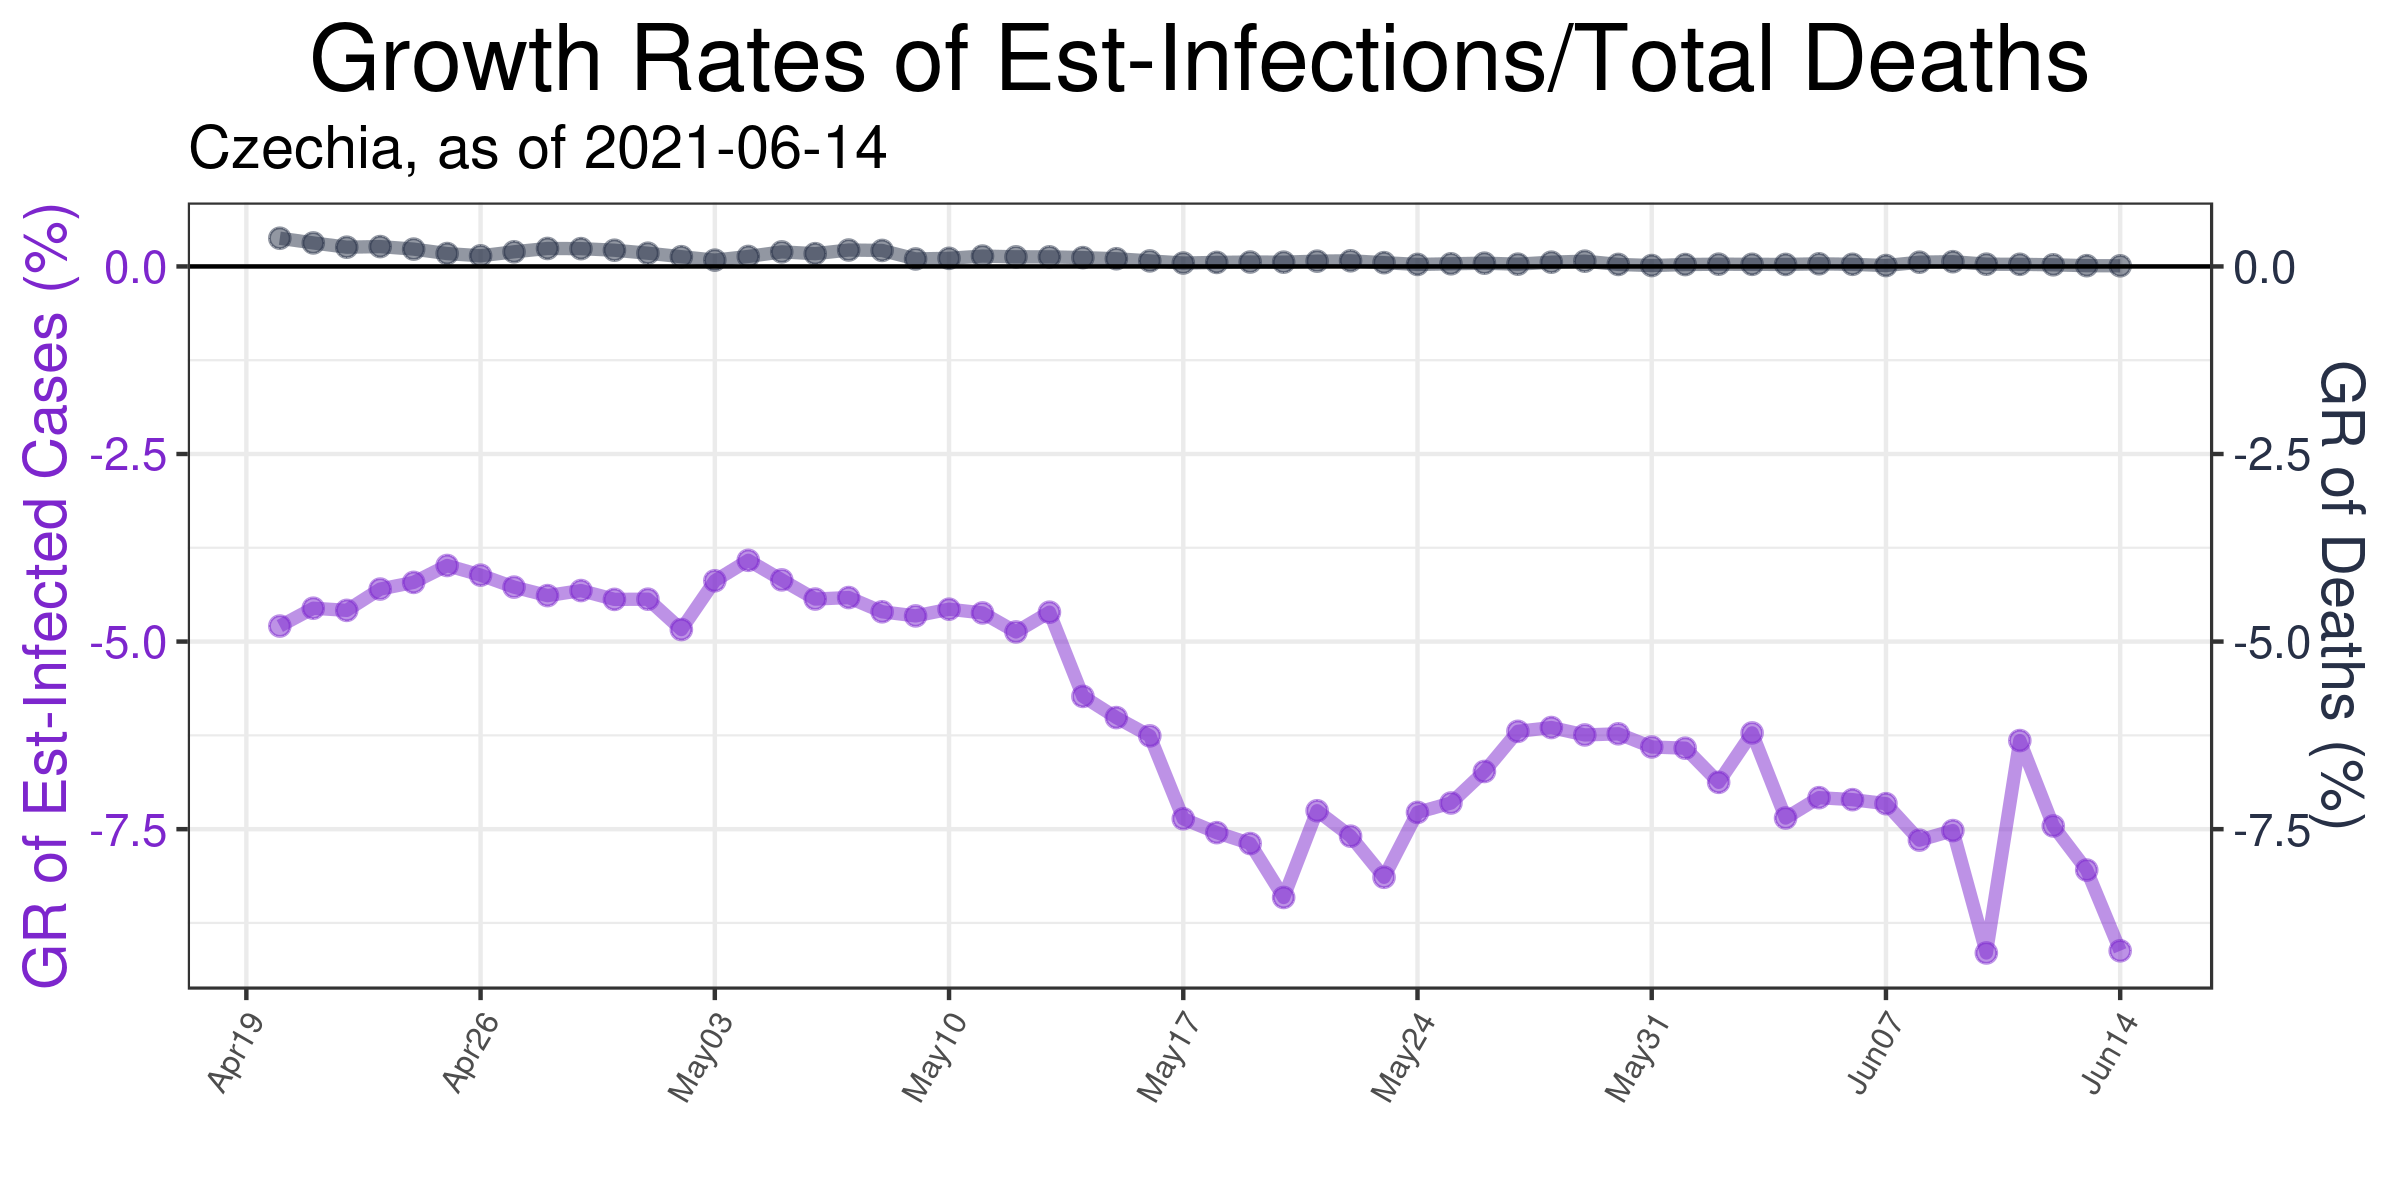 Growth Rates of Est-Infections/Total Deaths
Czechia, as of 2021-06-14
GR of Est-Infected Cases (%)
0.0
-2.5
-5.0
-7.5
0.0
-2.5
-5.0
-7.5
GR of Deaths (%)
Apr19
Apr26
May03
May10
May17
May24
May31
Jun07
Jun14